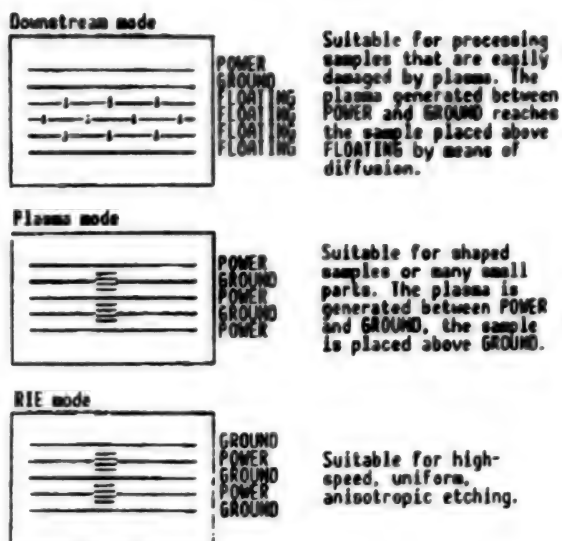 Downstream mode
POWER
GROUND
FLOATING
FLOATING
FLOATING
FLOATING
Suitable for processing
samples that are easily
damaged by plasma. The
plasma generated between
POWER and GROUND reaches
the sample placed above
FLOATING by means of
diffusion.
Plasma mode
POWER
GROUND
POWER
GROUND
POWER
Suitable for shaped
samples or many small
parts. The plasma is
generated between POWER
and GROUND, the sample
is placed above GROUND.
RIE mode
GROUND
POWER
GROUND
POWER
GROUND
Suitable for high-
speed, uniform,
anisotropic etching.